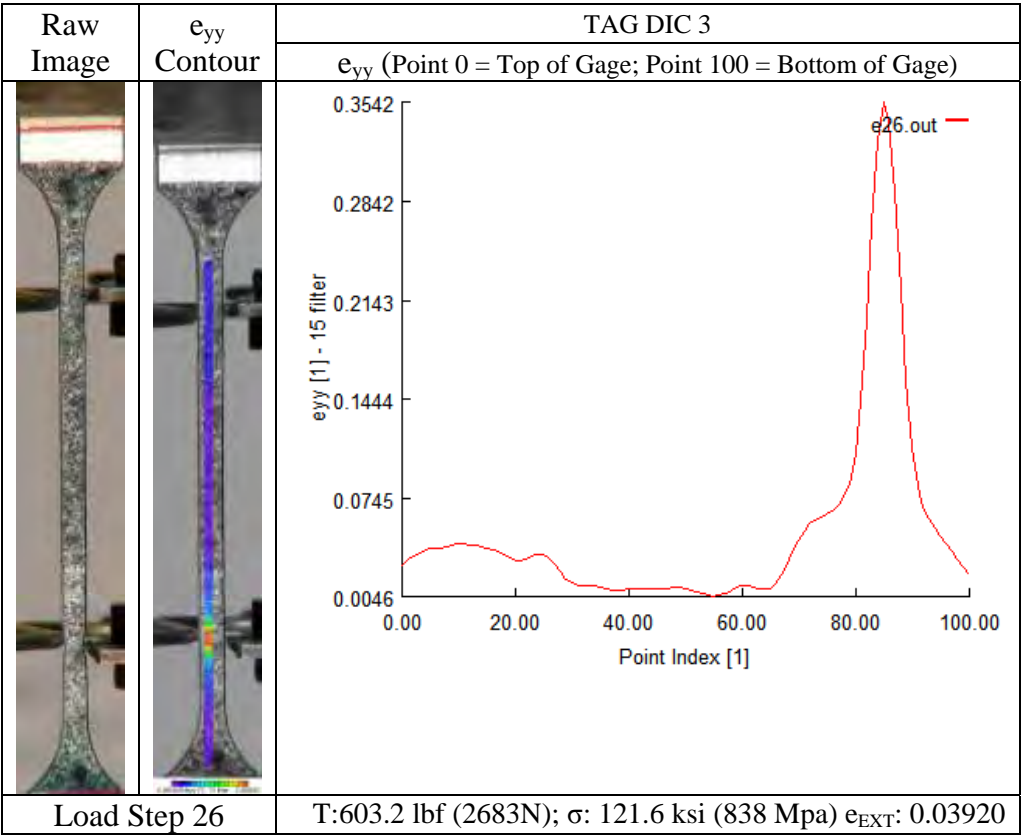 Raw Image
e_yy Contour
TAG DIC 3
e_yy (Point 0 = Top of Gage; Point 100 = Bottom of Gage)
0.3542
e26.out
0.2842
0.2143
eyy [1] - 15 filter
0.1444
0.0745
0.0046
0.00 20.00 40.00 60.00 80.00 100.00
Point Index [1]
Load Step 26
T:603.2 lbf (2683N); σ: 121.6 ksi (838 Mpa) e_EXT: 0.03920